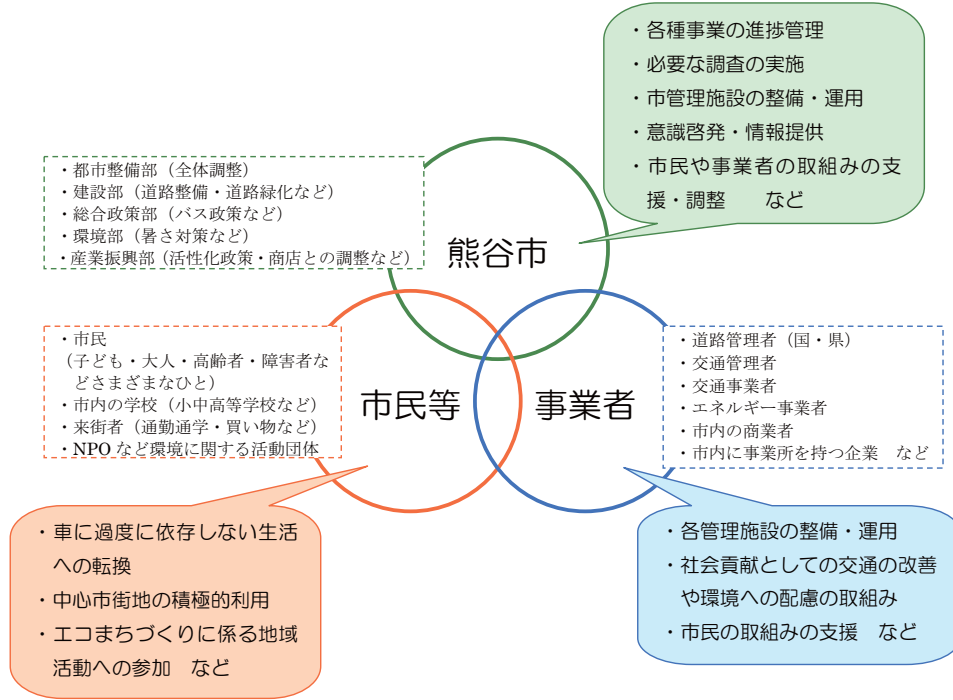 ・各種事業の進捗管理
・必要な調査の実施
・市管理施設の整備・運用
・意識啓発・情報提供
・市民や事業者の取組みの支
援・調整　　など
・都市整備部（全体調整）
・建設部（道路整備・道路緑化など）
・総合政策部（バス政策など）
・環境部（暑さ対策など）
・産業振興部（活性化政策・商店との調整など）
熊谷市
・市民
（子ども・大人・高齢者・障害者な
どさまざまなひと）
・市内の学校（小中高等学校など）
・来街者（通勤通学・買い物など）
・NPO など環境に関する活動団体
市民等
事業者
・道路管理者（国・県）
・交通管理者
・交通事業者
・エネルギー事業者
・市内の商業者
・市内に事業所を持つ企業　など
・車に過度に依存しない生活
への転換
・中心市街地の積極的利用
・エコまちづくりに係る地域
活動への参加　など
・各管理施設の整備・運用
・社会貢献としての交通の改善
や環境への配慮の取組み
・市民の取組みの支援　など